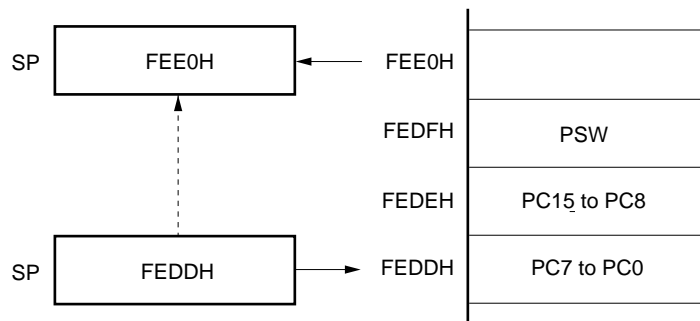 SP FEE0H FEE0H
FEDFH PSW
FEDEH PC15 to PC8
SP FEDDH FEDDH PC7 to PC0